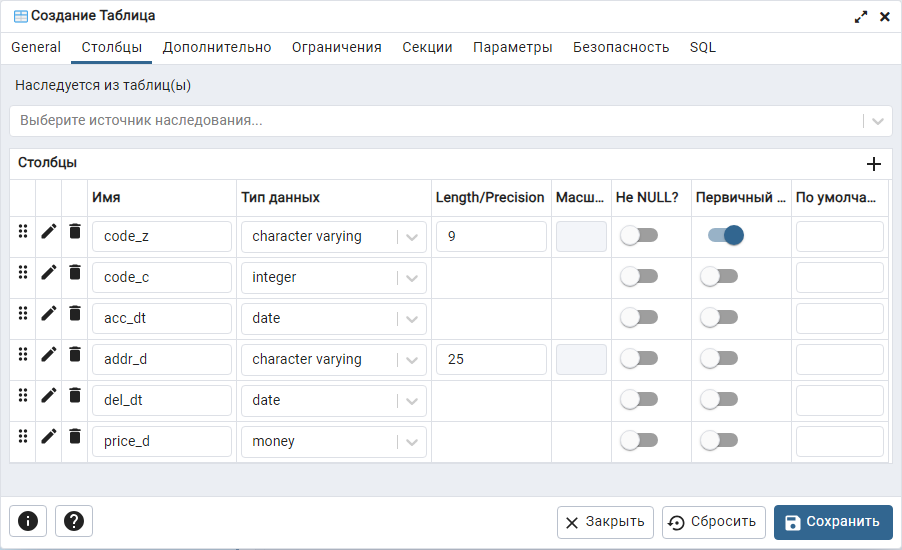 Создание Таблица
General Столбцы Дополнительно Ограничения Секции Параметры Безопасность SQL
Наследуется из таблиц(ы)
Выберите источник наследования...
Столбцы
Имя Тип данных Length/Precision Масш... Не NULL? Первичный ... По умолча...
code_z character varying 9
code_c integer
acc_dt date
addr_d character varying 25
del_dt date
price_d money
Закрыть Сбросить Сохранить